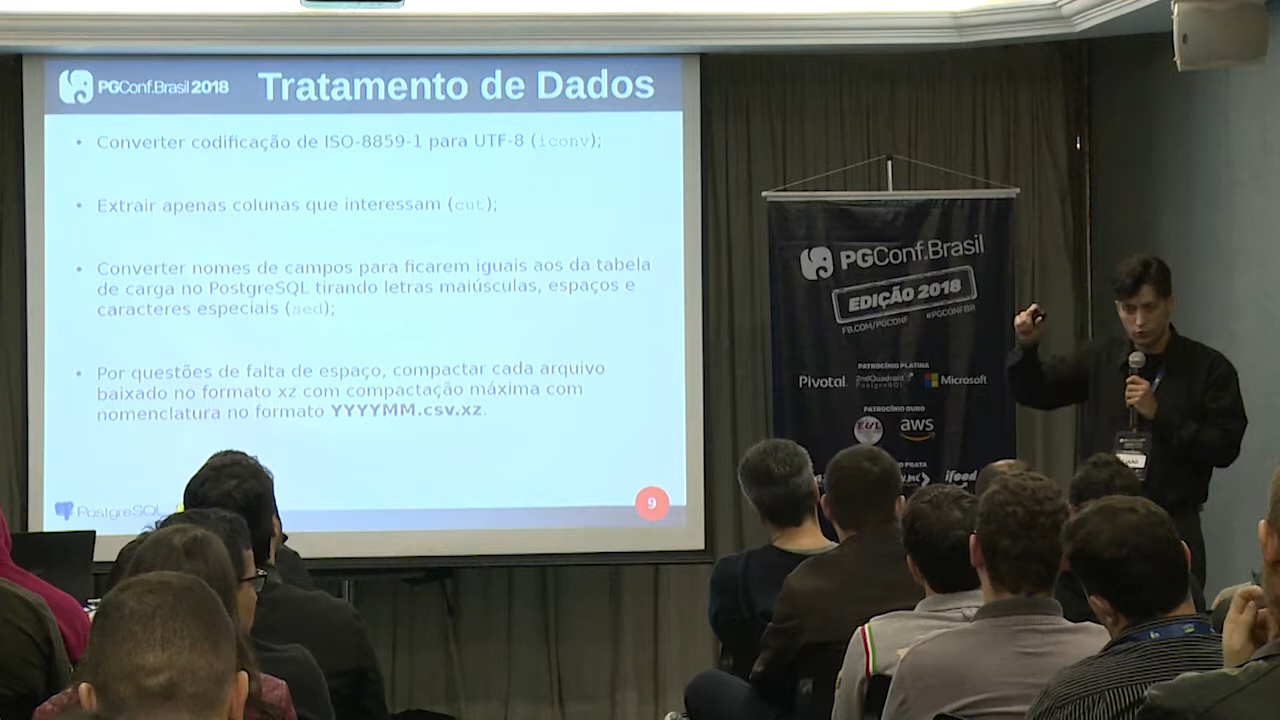 PGConf.Brasil 2018
Tratamento de Dados
• Converter codificação de ISO-8859-1 para UTF-8 (iconv);
• Extrair apenas colunas que interessam (cut);
• Converter nomes de campos para ficarem iguais aos da tabela
de carga no PostgreSQL tirando letras maiúsculas, espaços e
caracteres especiais (sed);
• Por questões de falta de espaço, compactar cada arquivo
baixado no formato xz com compactação máxima com
nomenclatura no formato YYYYMM.csv.xz.
PostgreSQL
9
PGConf.Brasil
EDIÇÃO 2018
FB.COM/PGCONF #PGCONFBR
PATROCÍNIO PLATINA
Pivotal 2ndQuadrant PostgreSQL Microsoft
PATROCÍNIO OURO
aws
PRATA
ifood